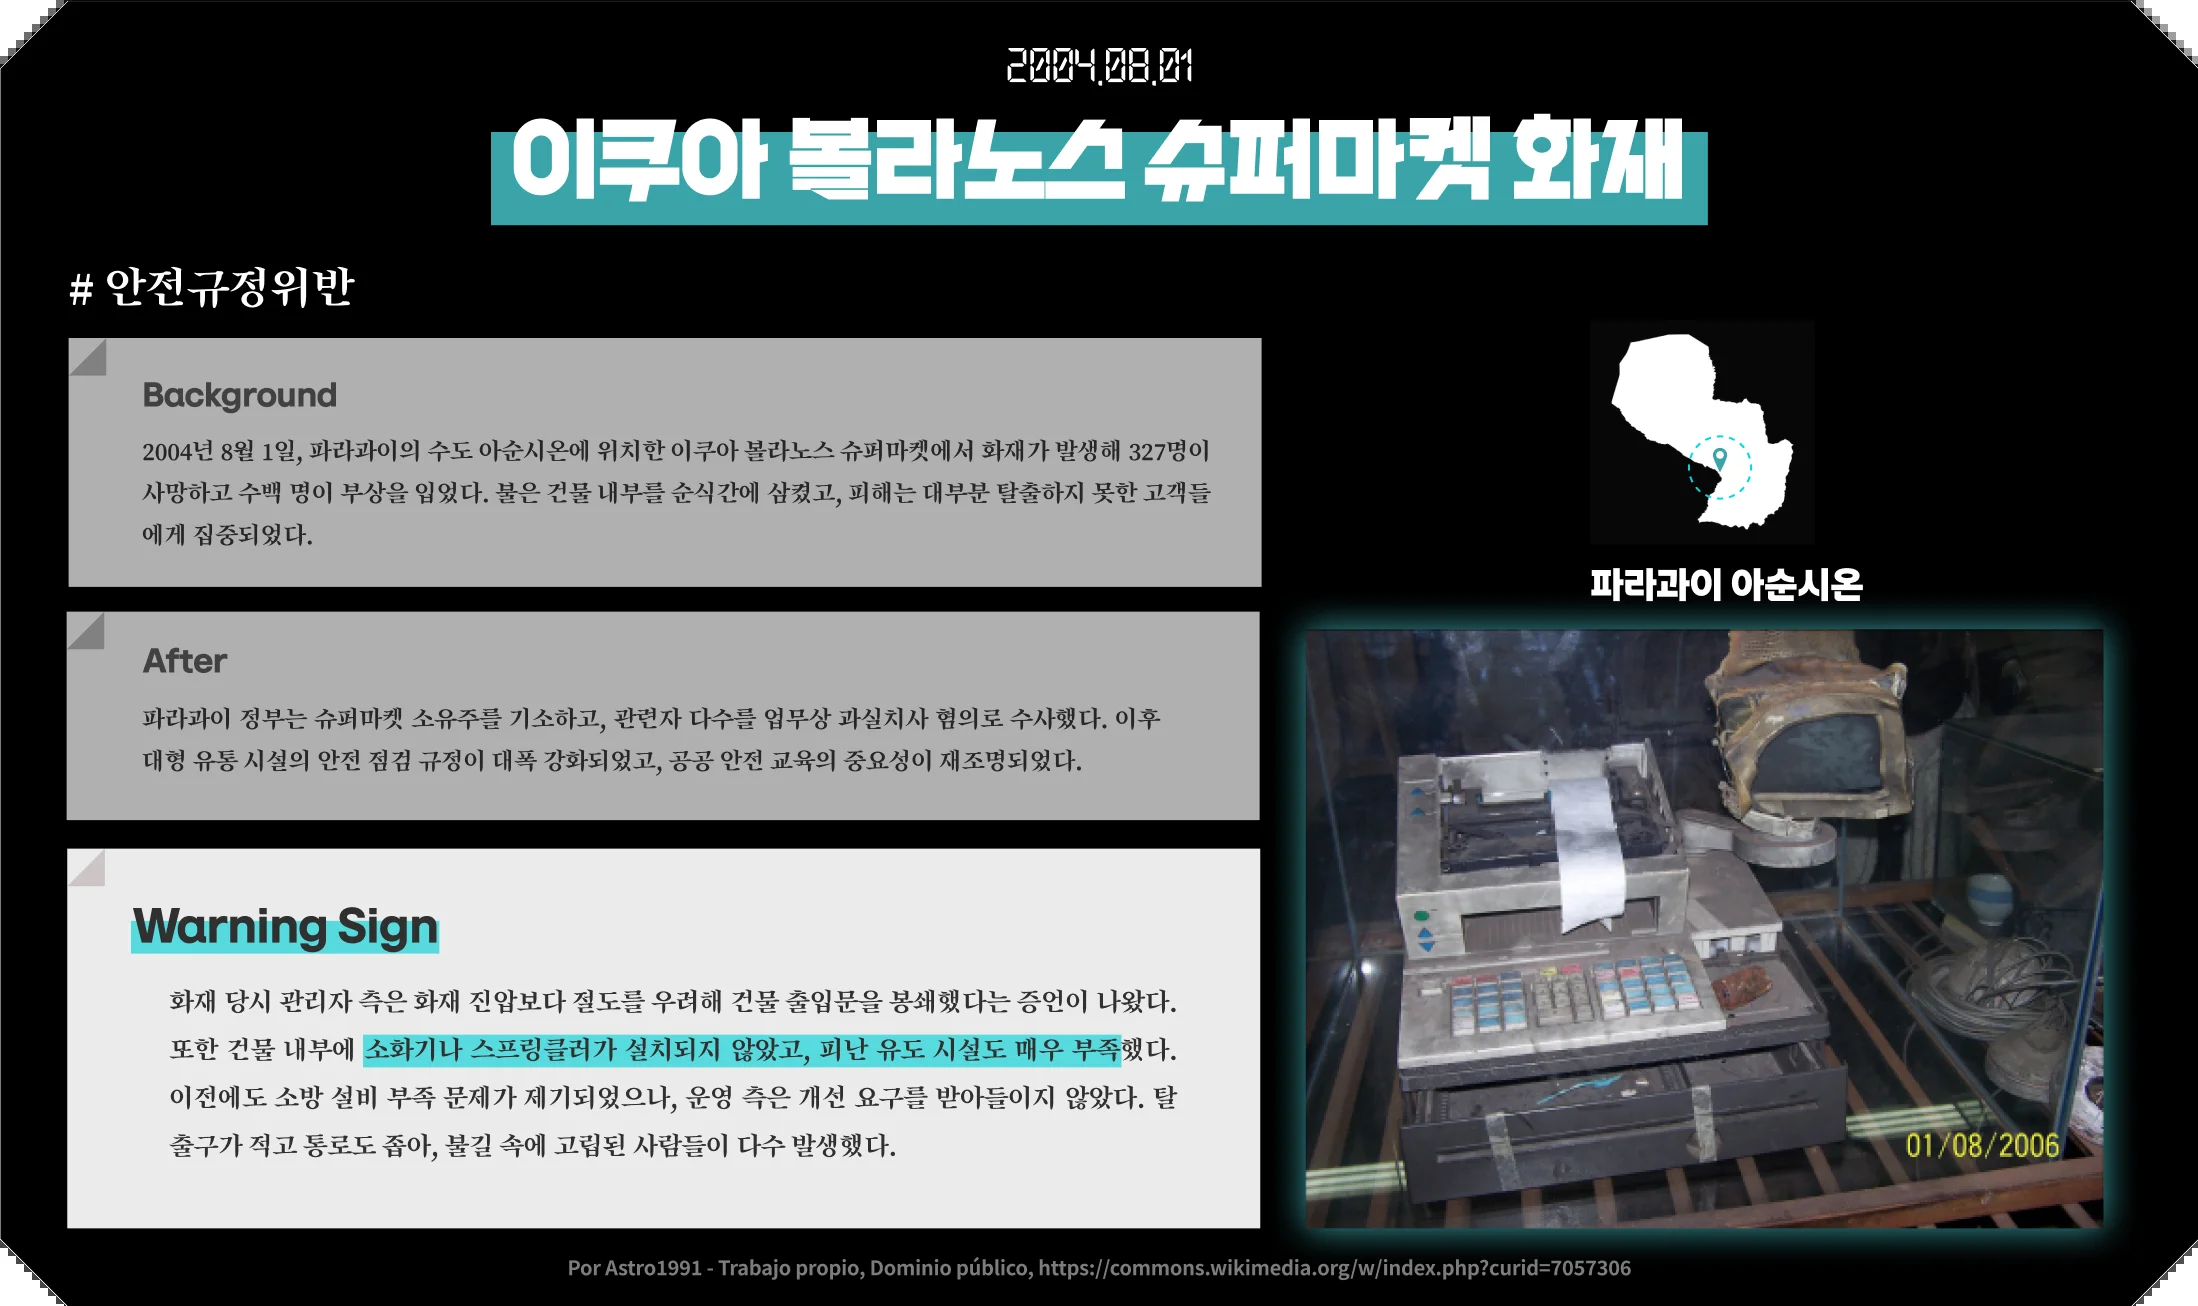 2004.08.01
이쿠아 볼라노스 슈퍼마켓 화재
# 안전규정위반
Background
2004년 8월 1일, 파라과이의 수도 아순시온에 위치한 이쿠아 볼라노스 슈퍼마켓에서 화재가 발생해 327명이
사망하고 수백 명이 부상을 입었다. 불은 건물 내부를 순식간에 삼켰고, 피해는 대부분 탈출하지 못한 고객들
에게 집중되었다.
After
파라과이 정부는 슈퍼마켓 소유주를 기소하고, 관련자 다수를 업무상 과실치사 혐의로 수사했다. 이후
대형 유통 시설의 안전 점검 규정이 대폭 강화되었고, 공공 안전 교육의 중요성이 재조명되었다.
Warning Sign
화재 당시 관리자 측은 화재 진압보다 절도를 우려해 건물 출입문을 봉쇄했다는 증언이 나왔다.
또한 건물 내부에 소화기나 스프링클러가 설치되지 않았고, 피난 유도 시설도 매우 부족했다.
이전에도 소방 설비 부족 문제가 제기되었으나, 운영 측은 개선 요구를 받아들이지 않았다. 탈
출구가 적고 통로도 좁아, 불길 속에 고립된 사람들이 다수 발생했다.
파라과이 아순시온
01/08/2006
Por Astro1991 - Trabajo propio, Dominio público, https://commons.wikimedia.org/w/index.php?curid=7057306